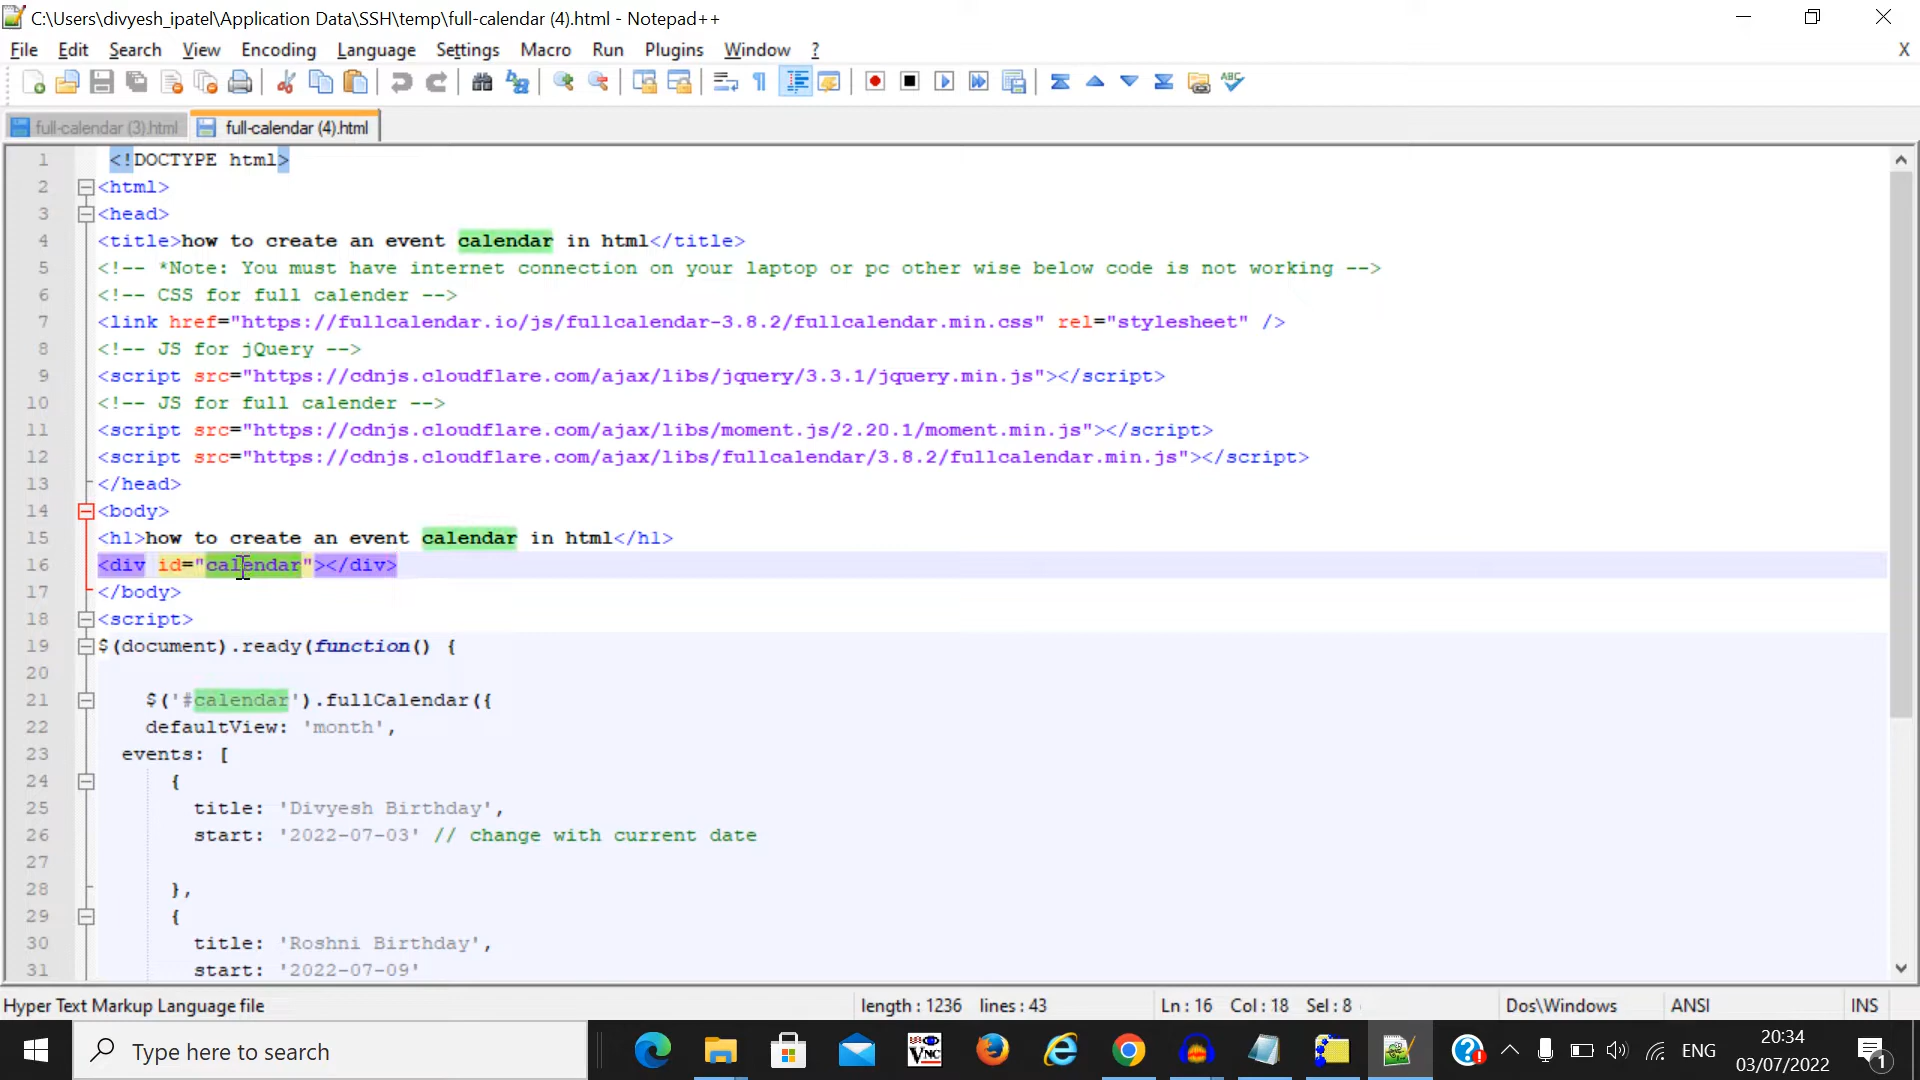 C:\Users\divyesh_ipatel\Application Data\SSH\temp\full-calendar (4).html - Notepad++
File Edit Search View Encoding Language Settings Macro Run Plugins Window ? X
full-calendar (3).html full-calendar (4).html
1 <!DOCTYPE html>
2 <html>
3 <head>
4 <title>how to create an event calendar in html</title>
5 <!-- *Note: You must have internet connection on your laptop or pc other wise below code is not working -->
6 <!-- CSS for full calender -->
7 <link href="https://fullcalendar.io/js/fullcalendar-3.8.2/fullcalendar.min.css" rel="stylesheet" />
8 <!-- JS for jQuery -->
9 <script src="https://cdnjs.cloudflare.com/ajax/libs/jquery/3.3.1/jquery.min.js"></script>
10 <!-- JS for full calender -->
11 <script src="https://cdnjs.cloudflare.com/ajax/libs/moment.js/2.20.1/moment.min.js"></script>
12 <script src="https://cdnjs.cloudflare.com/ajax/libs/fullcalendar/3.8.2/fullcalendar.min.js"></script>
13 </head>
14 <body>
15 <h1>how to create an event calendar in html</h1>
16 <div id="calendar"></div>
17 </body>
18 <script>
19 $(document).ready(function() {
20
21 $('#calendar').fullCalendar({
22 defaultView: 'month',
23 events: [
24 {
25 title: 'Divyesh Birthday',
26 start: '2022-07-03' // change with current date
27
28 },
29 {
30 title: 'Roshni Birthday',
31 start: '2022-07-09'
Hyper Text Markup Language file length : 1236 lines : 43 Ln : 16 Col : 18 Sel : 8 Dos\Windows ANSI INS
Type here to search VNC ENG 20:34
03/07/2022 1